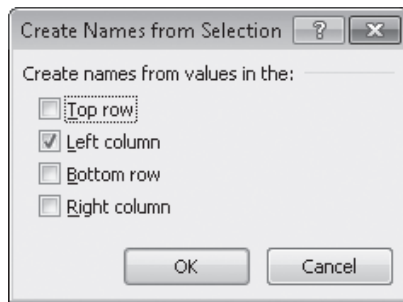 Create Names from Selection
Create names from values in the:
Top row
Left column
Bottom row
Right column
OK Cancel